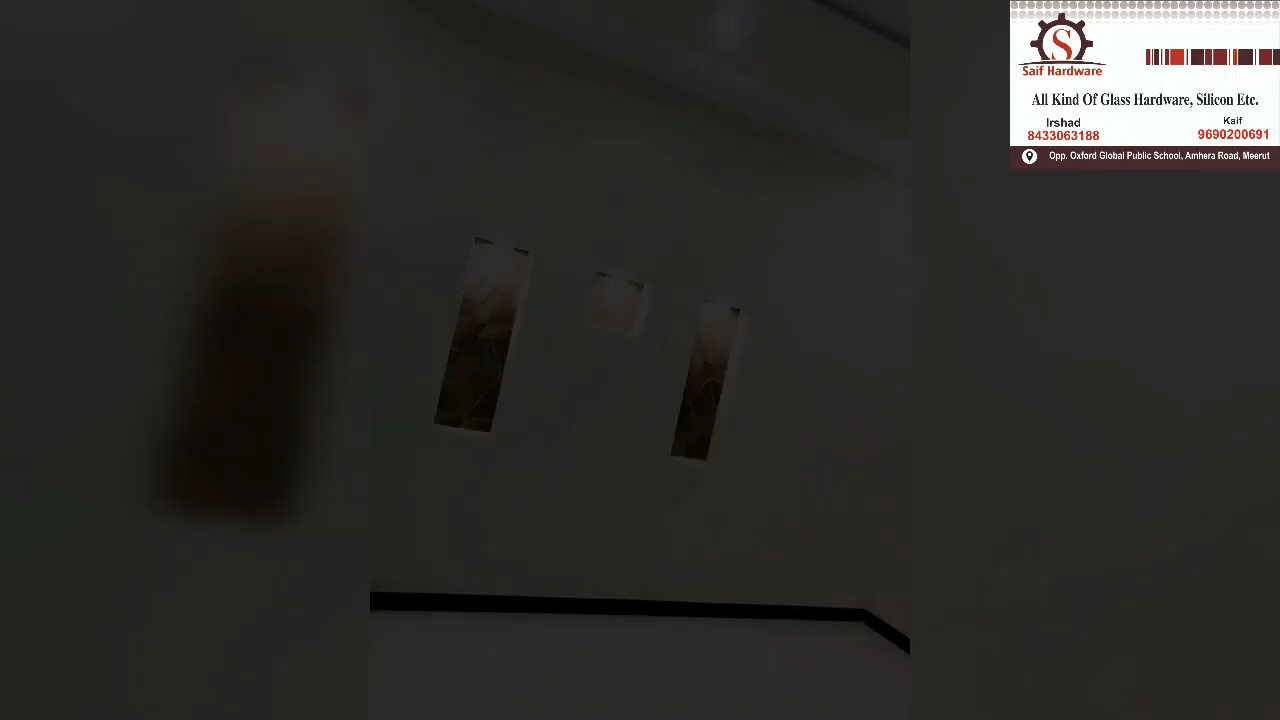 S
Saif Hardware
All Kind Of Glass Hardware, Silicon Etc.
Irshad
8433063188
Kaif
9690200691
Opp. Oxford Global Public School, Amhera Road, Meerut